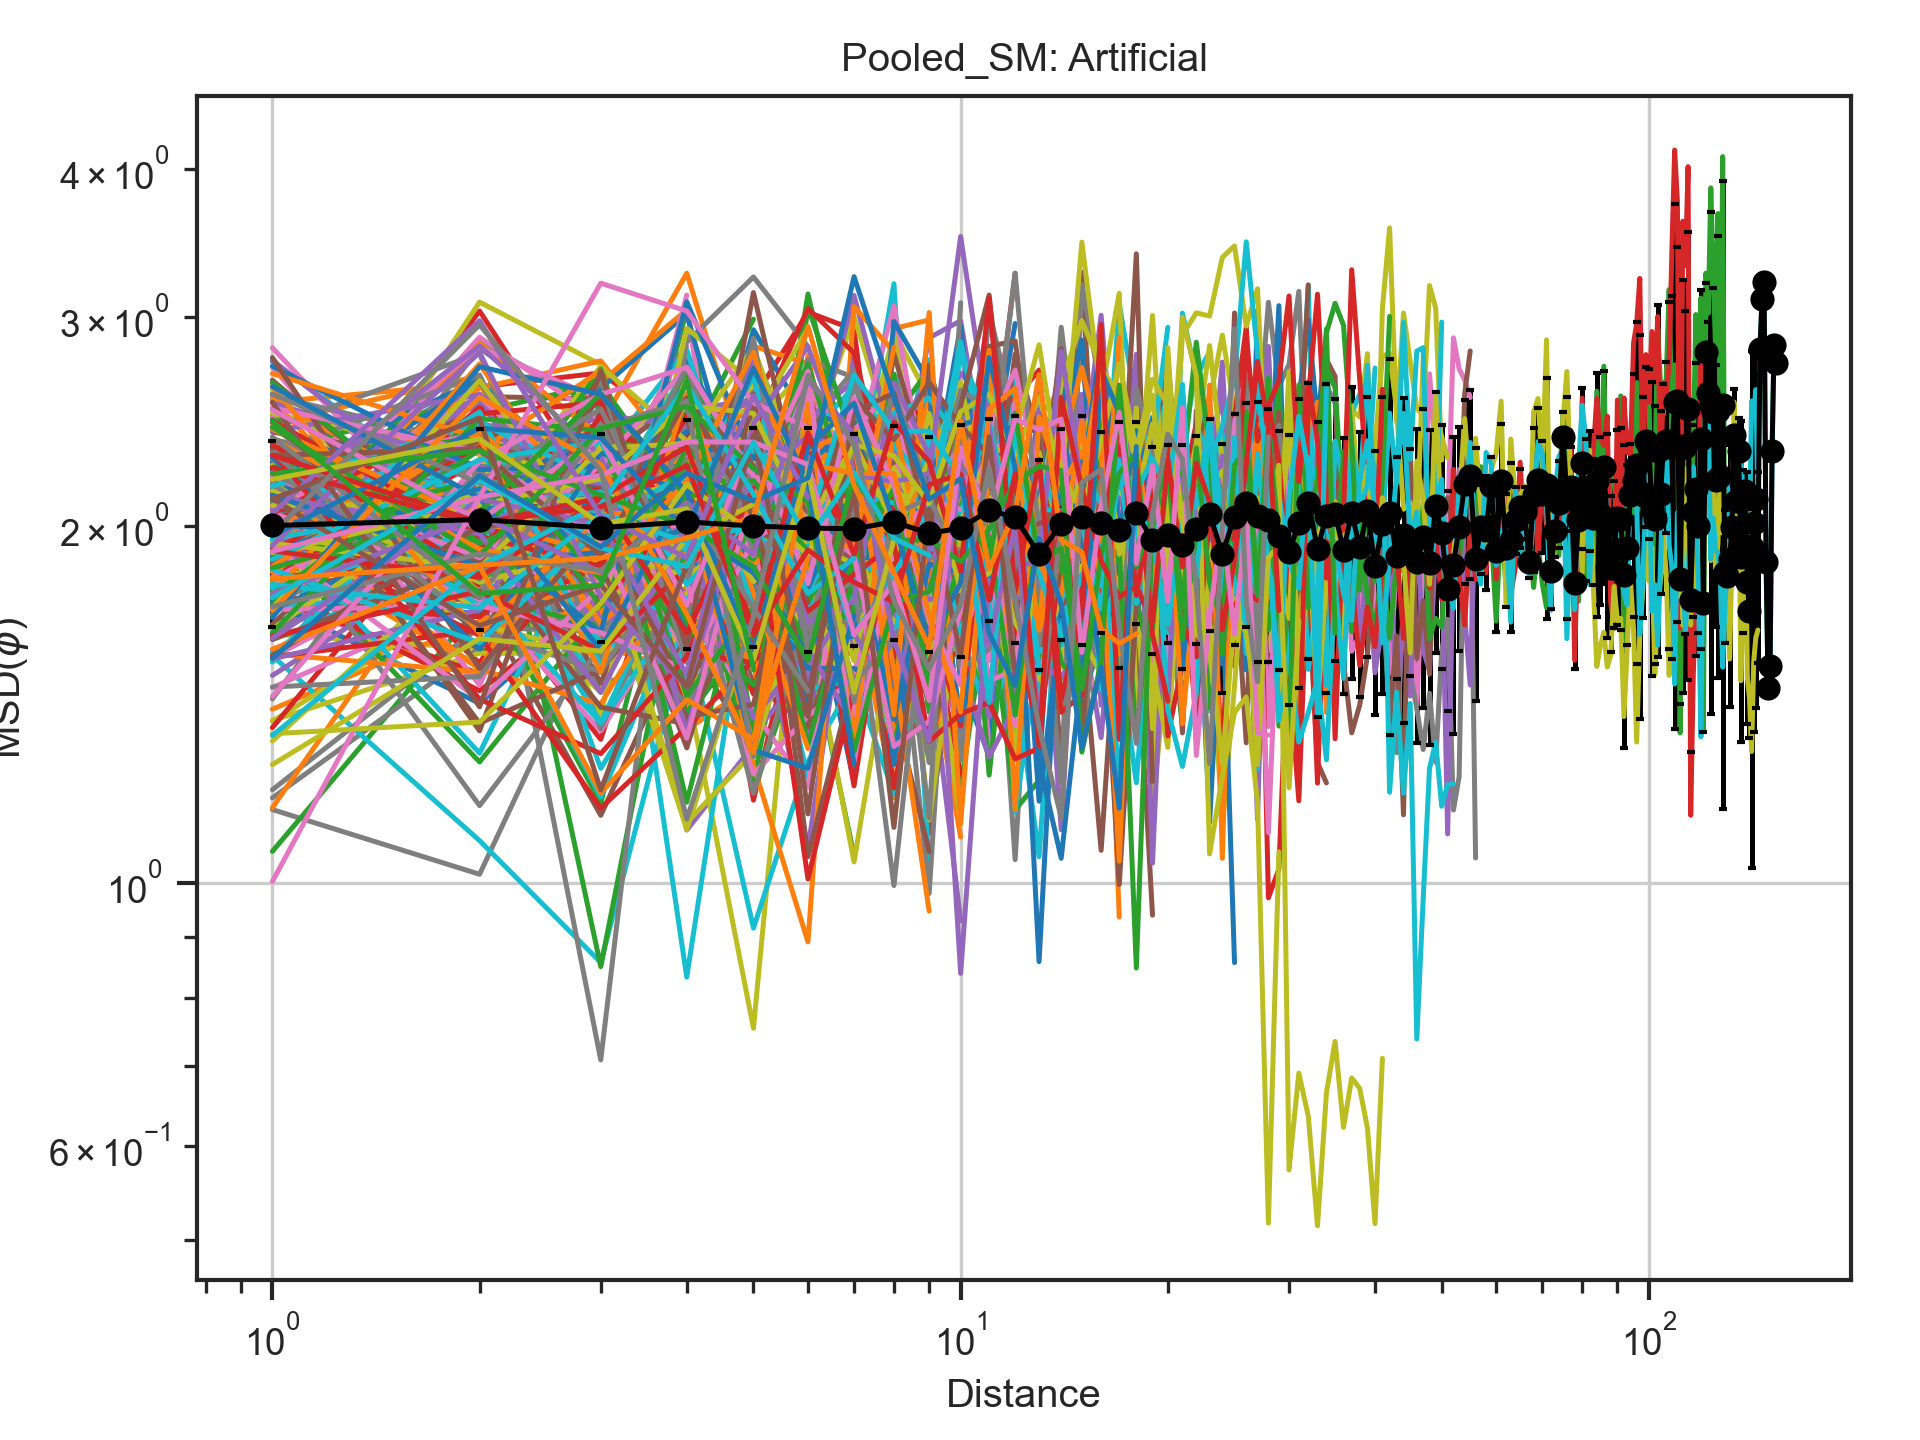 Pooled_SM: Artificial
4 × 10⁰
3 × 10⁰
2 × 10⁰
MSD(ϕ)
10⁰
6 × 10⁻¹
10⁰ 10¹ 10²
Distance